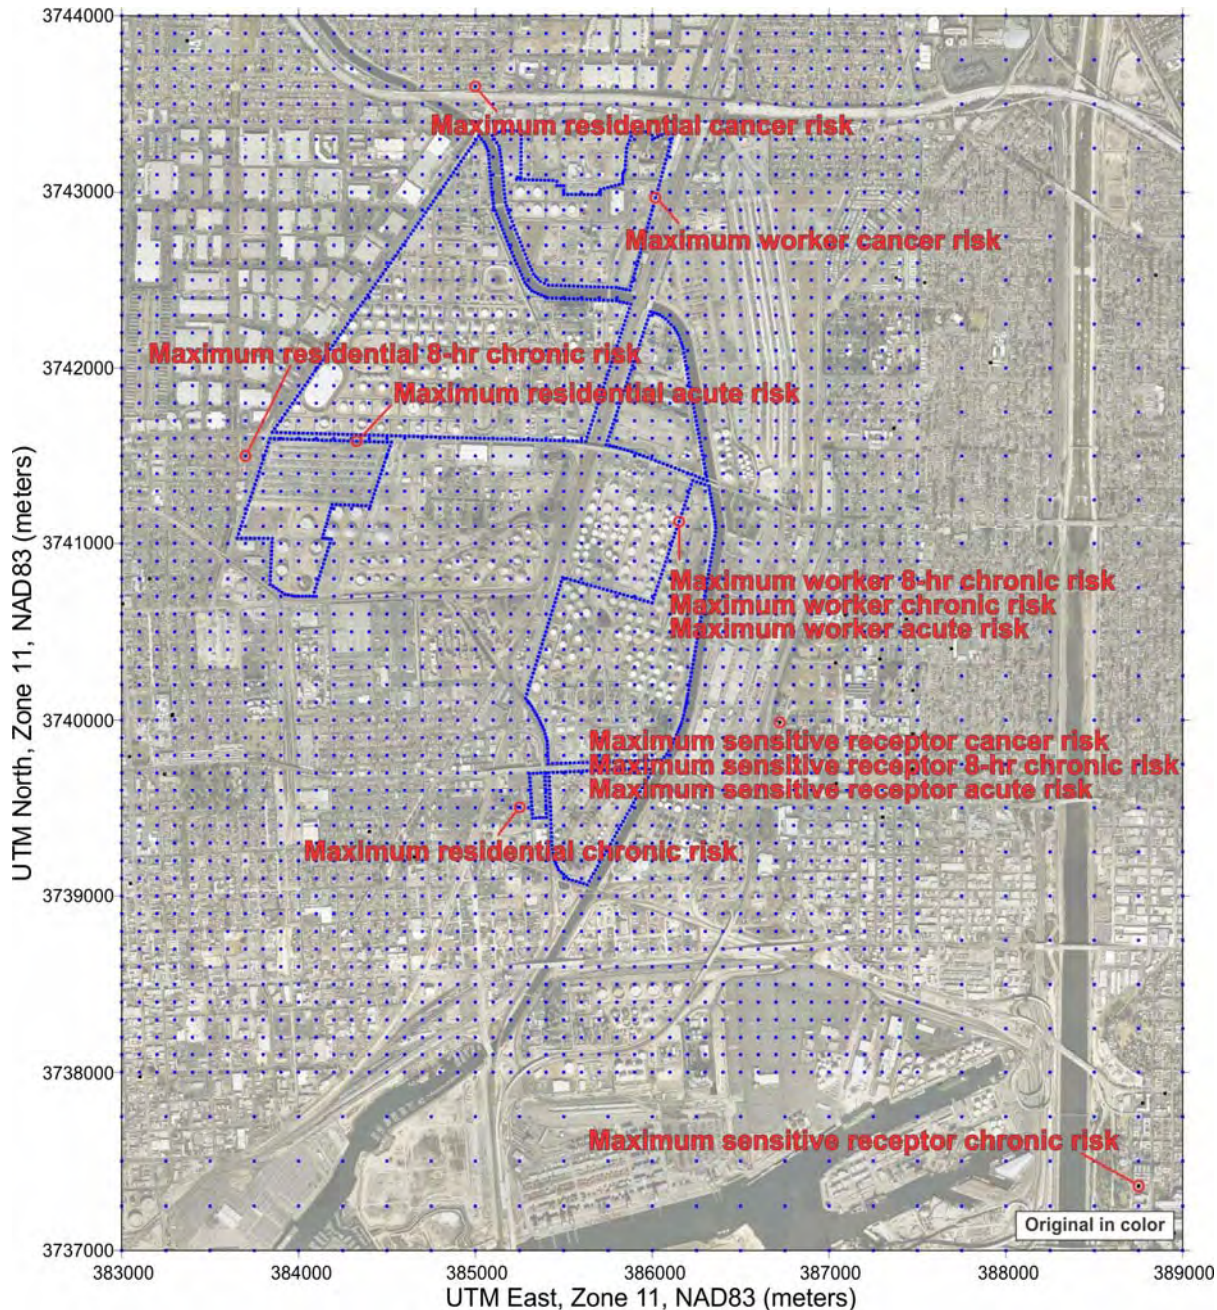 3744000
Maximum residential cancer risk
3743000
Maximum worker cancer risk
Maximum residential 8-hr chronic risk
3742000
Maximum residential acute risk
UTM North, Zone 11, NAD83 (meters)
3741000
Maximum worker 8-hr chronic risk
Maximum worker chronic risk
Maximum worker acute risk
3740000
Maximum sensitive receptor cancer risk
Maximum sensitive receptor 8-hr chronic risk
Maximum sensitive receptor acute risk
Maximum residential chronic risk
3739000
3738000
Maximum sensitive receptor chronic risk
Original in color
3737000
383000 384000 385000 386000 387000 388000 389000
UTM East, Zone 11, NAD83 (meters)